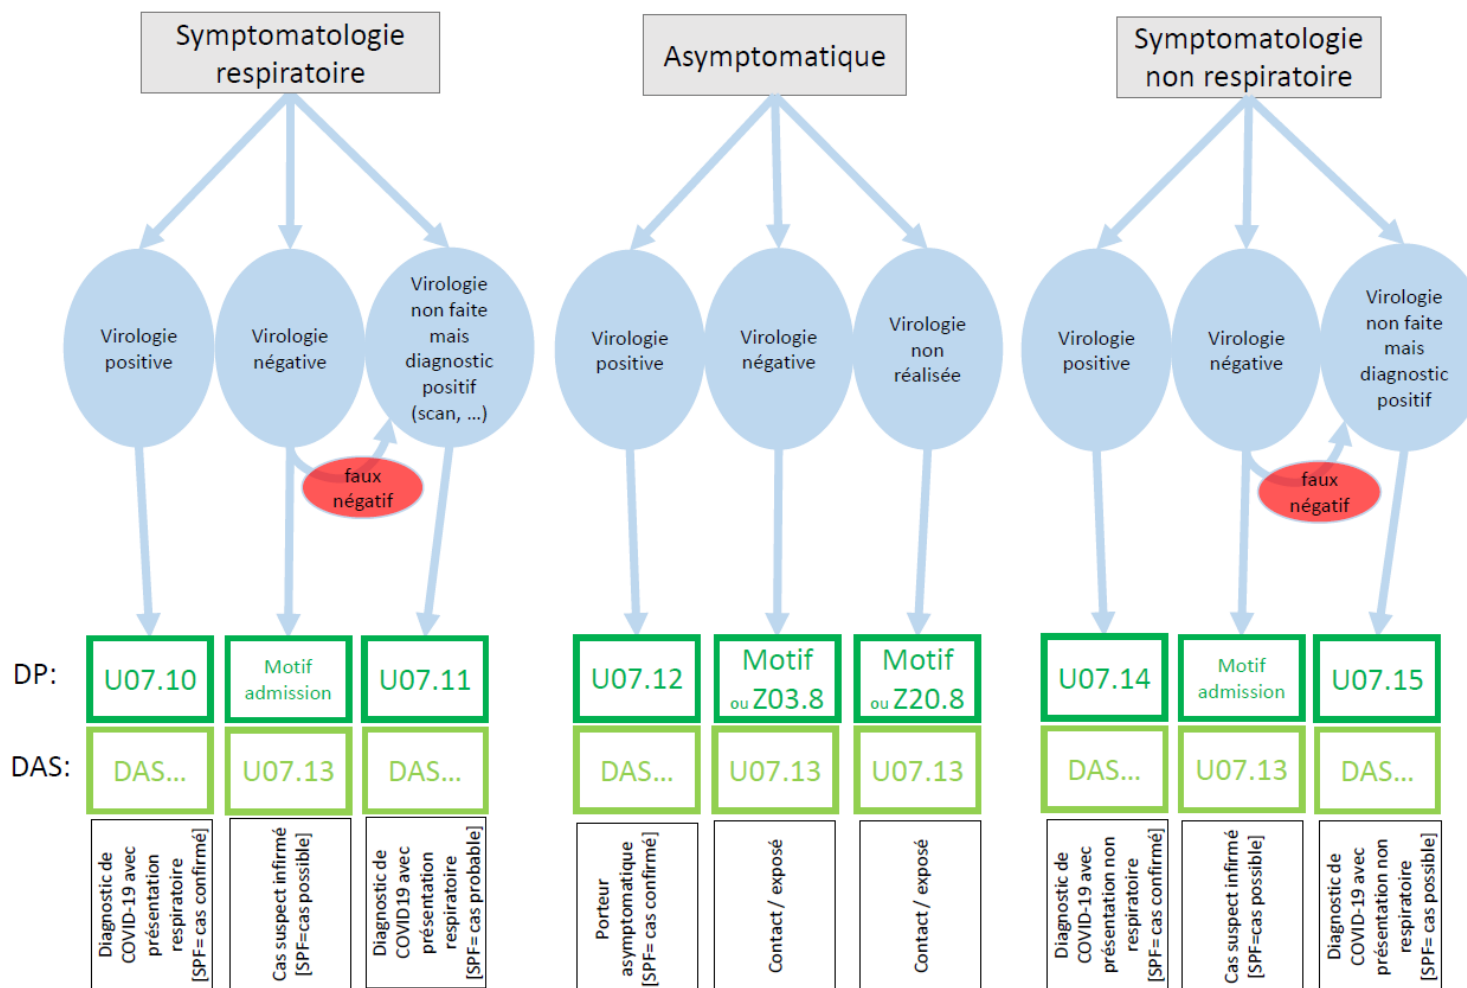 Symptomatologie
respiratoire
Asymptomatique
Symptomatologie
non respiratoire
Virologie
positive
Virologie
négative
Virologie
non faite
mais
diagnostic
positif
(scan, ...)
faux
négatif
Virologie
positive
Virologie
négative
Virologie
non
réalisée
Virologie
positive
Virologie
négative
Virologie
non faite
mais
diagnostic
positif
faux
négatif
DP:
U07.10
Motif
admission
U07.11
U07.12
Motif
ou Z03.8
Motif
ou Z20.8
U07.14
Motif
admission
U07.15
DAS:
DAS...
U07.13
DAS...
DAS...
U07.13
U07.13
DAS...
U07.13
DAS...
Diagnostic de
COVID-19 avec
présentation
respiratoire
[SPF= cas confirmé]
Cas suspect infirmé
[SPF=cas possible]
Diagnostic de
COVID19 avec
présentation
respiratoire
[SPF= cas probable]
Porteur
asymptomatique
[SPF= cas confirmé]
Contact / exposé
Contact / exposé
Diagnostic de
COVID-19 avec
présentation non
respiratoire
[SPF= cas confirmé]
Cas suspect infirmé
[SPF=cas possible]
Diagnostic de
COVID-19 avec
présentation non
respiratoire
[SPF= cas possible]